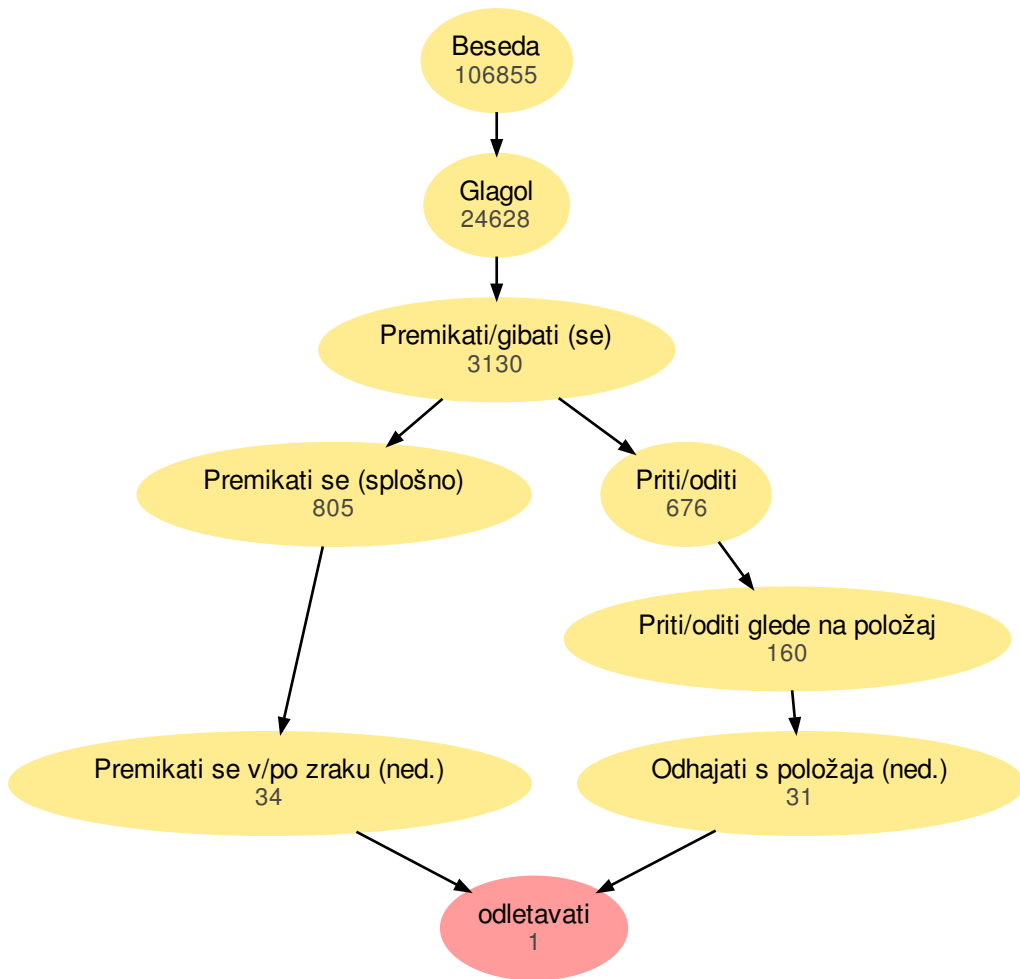 Beseda
106855
Glagol
24628
Premikati/gibati (se)
3130
Premikati se (splošno)
805
Priti/oditi
676
Priti/oditi glede na položaj
160
Premikati se v/po zraku (ned.)
34
Odhajati s položaja (ned.)
31
odletavati
1